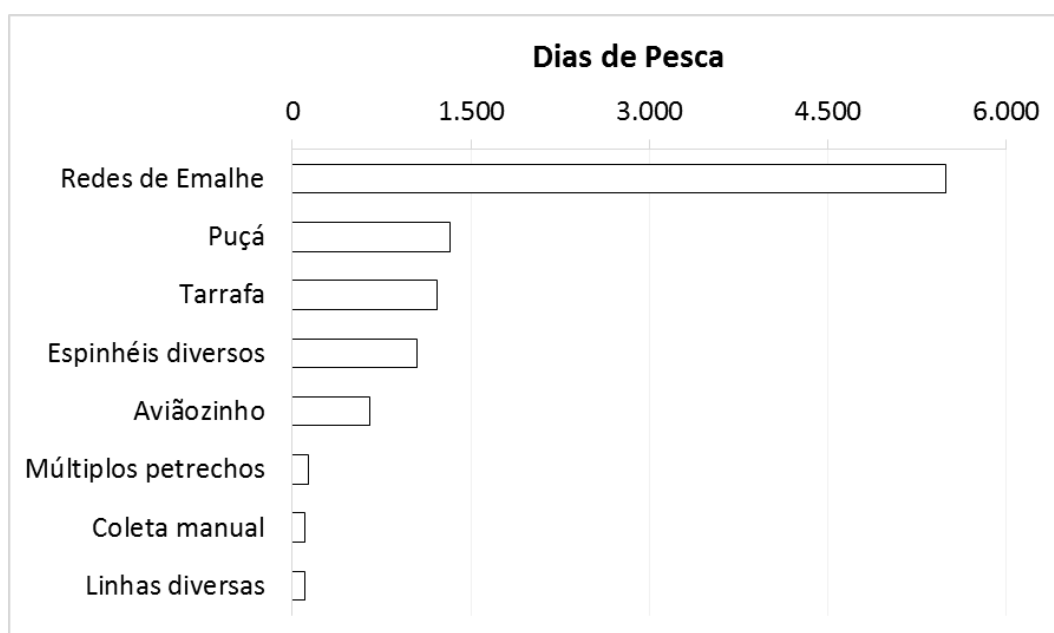 Dias de Pesca
0 1.500 3.000 4.500 6.000
Redes de Emalhe
Puçá
Tarrafa
Espinhéis diversos
Aviãozinho
Múltiplos petrechos
Coleta manual
Linhas diversas